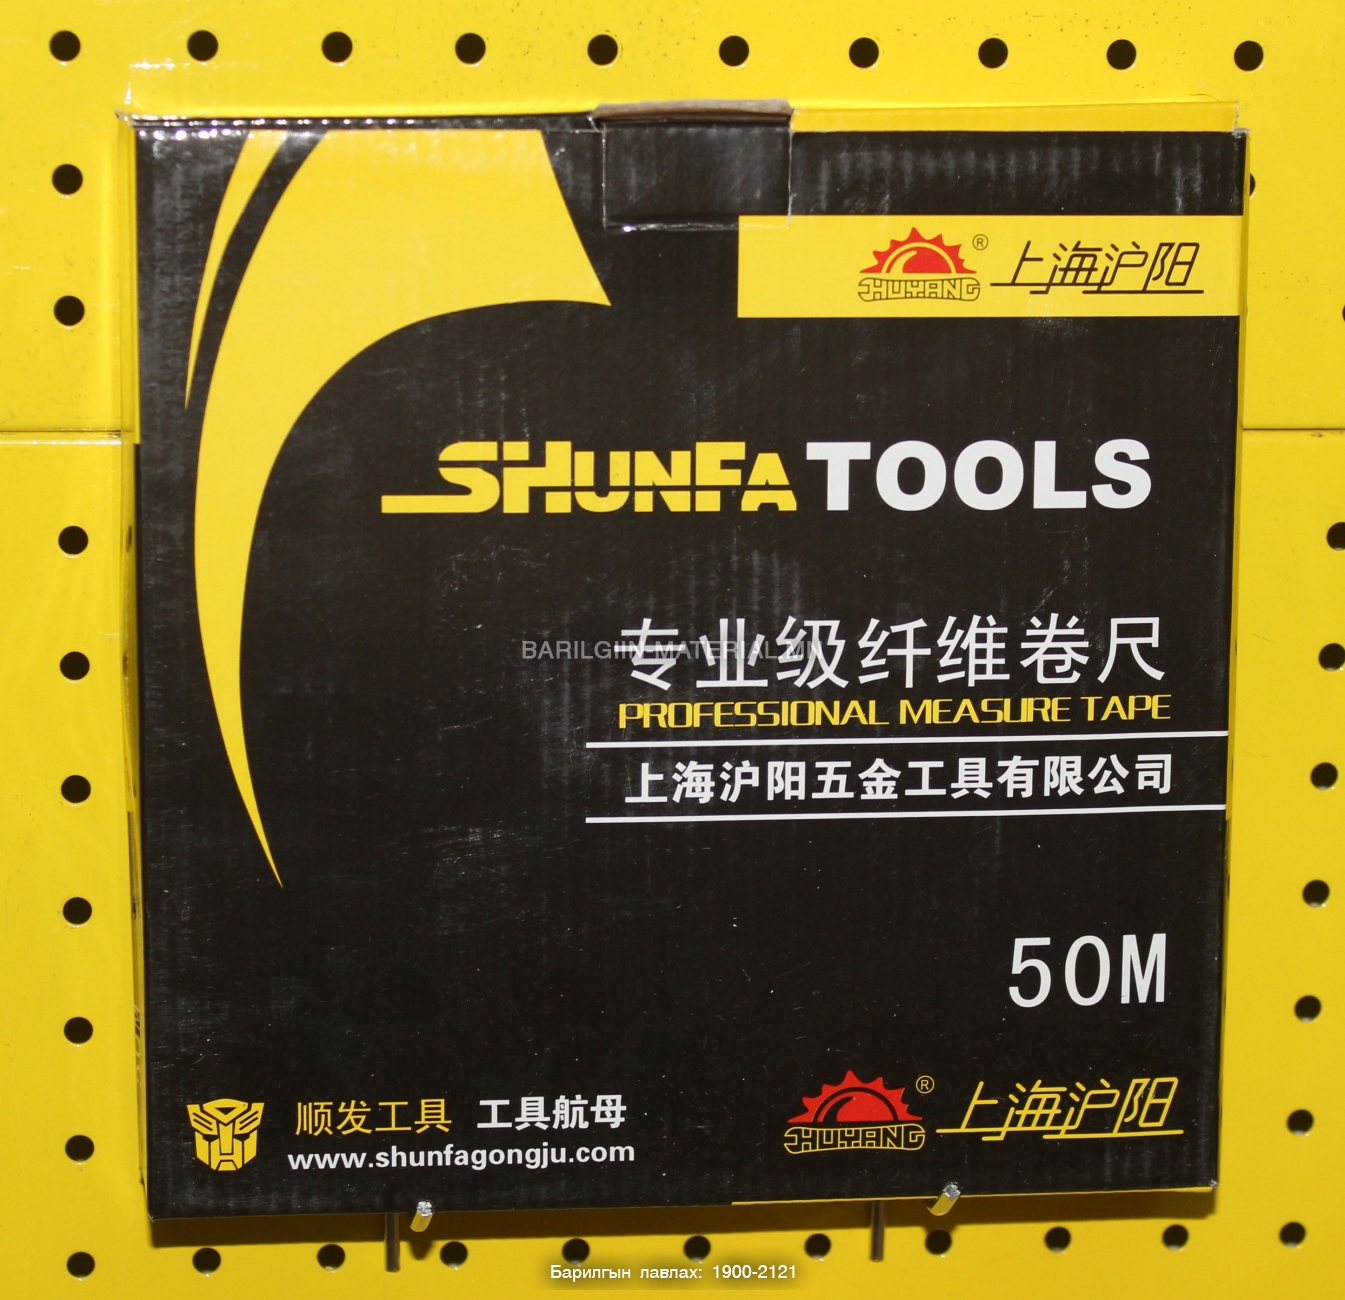 HUYANG ® 上海沪阳
SHUNFA TOOLS
专业级纤维卷尺
BARILGIIN-MATERIAL.MN
PROFESSIONAL MEASURE TAPE
上海沪阳五金工具有限公司
50M
顺发工具 工具航母
www.shunfagongju.com
HUYANG ® 上海沪阳
Барилгын лавлах: 1900-2121